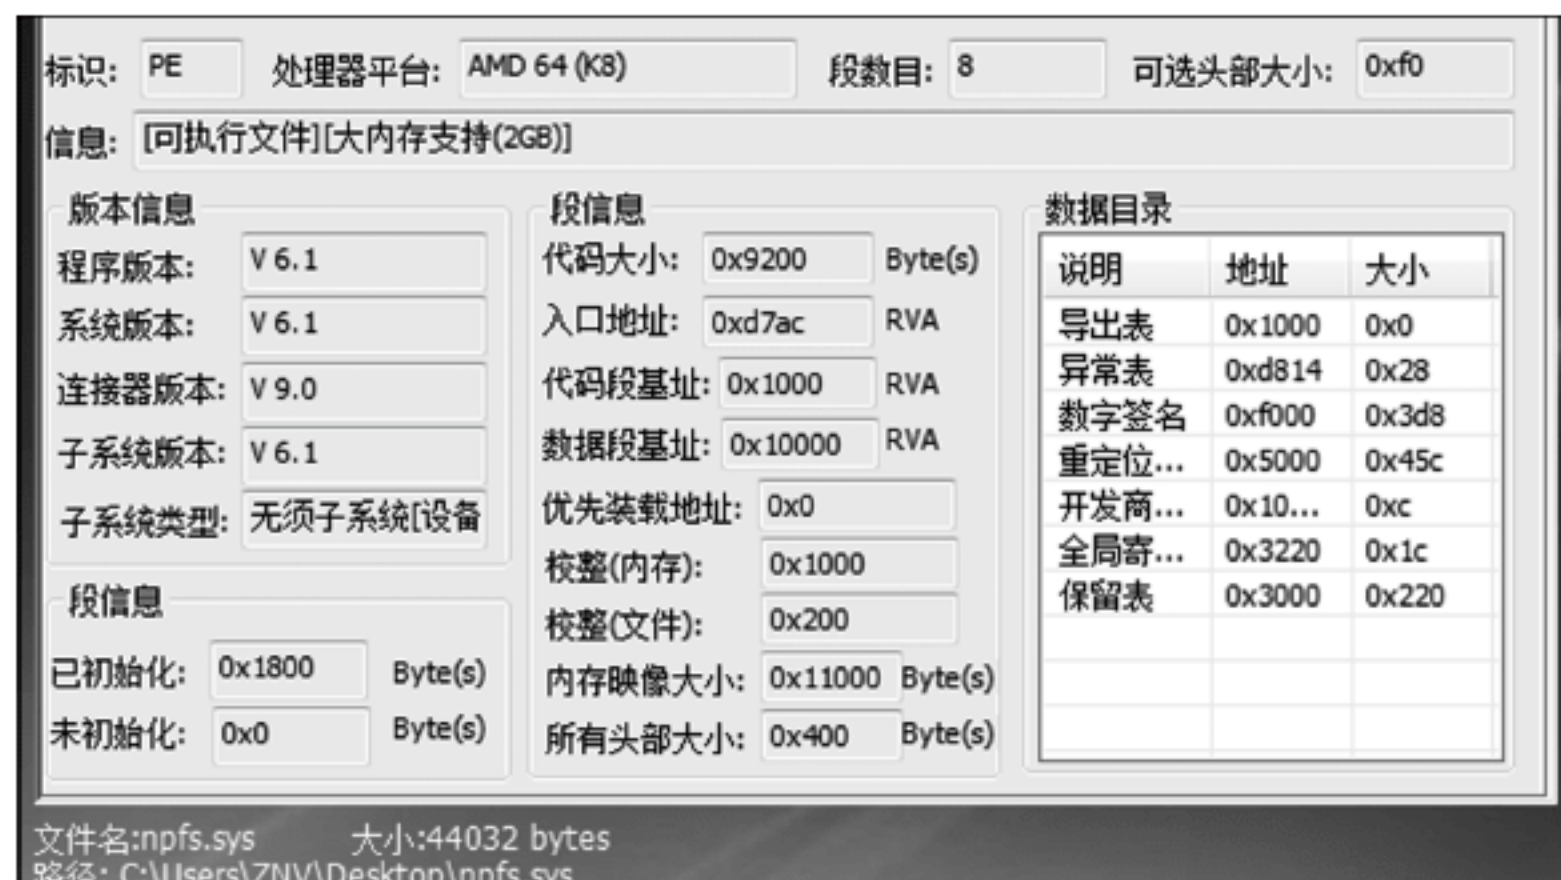 标识: PE 处理器平台: AMD 64 (K8) 段数目: 8 可选头部大小: 0xf0
信息: [可执行文件][大内存支持(2GB)]
版本信息
程序版本: V 6.1
系统版本: V 6.1
连接器版本: V 9.0
子系统版本: V 6.1
子系统类型: 无须子系统[设备
段信息
已初始化: 0x1800 Byte(s)
未初始化: 0x0 Byte(s)
段信息
代码大小: 0x9200 Byte(s)
入口地址: 0xd7ac RVA
代码段基址: 0x1000 RVA
数据段基址: 0x10000 RVA
优先装载地址: 0x0
校整(内存): 0x1000
校整(文件): 0x200
内存映像大小: 0x11000 Byte(s)
所有头部大小: 0x400 Byte(s)
数据目录
说明 地址 大小
导出表 0x1000 0x0
异常表 0xd814 0x28
数字签名 0xf000 0x3d8
重定位... 0x5000 0x45c
开发商... 0x10... 0xc
全局寄... 0x3220 0x1c
保留表 0x3000 0x220
文件名:npfs.sys 大小:44032 bytes
路径: C:\Users\ZNV\Desktop\npfs.sys